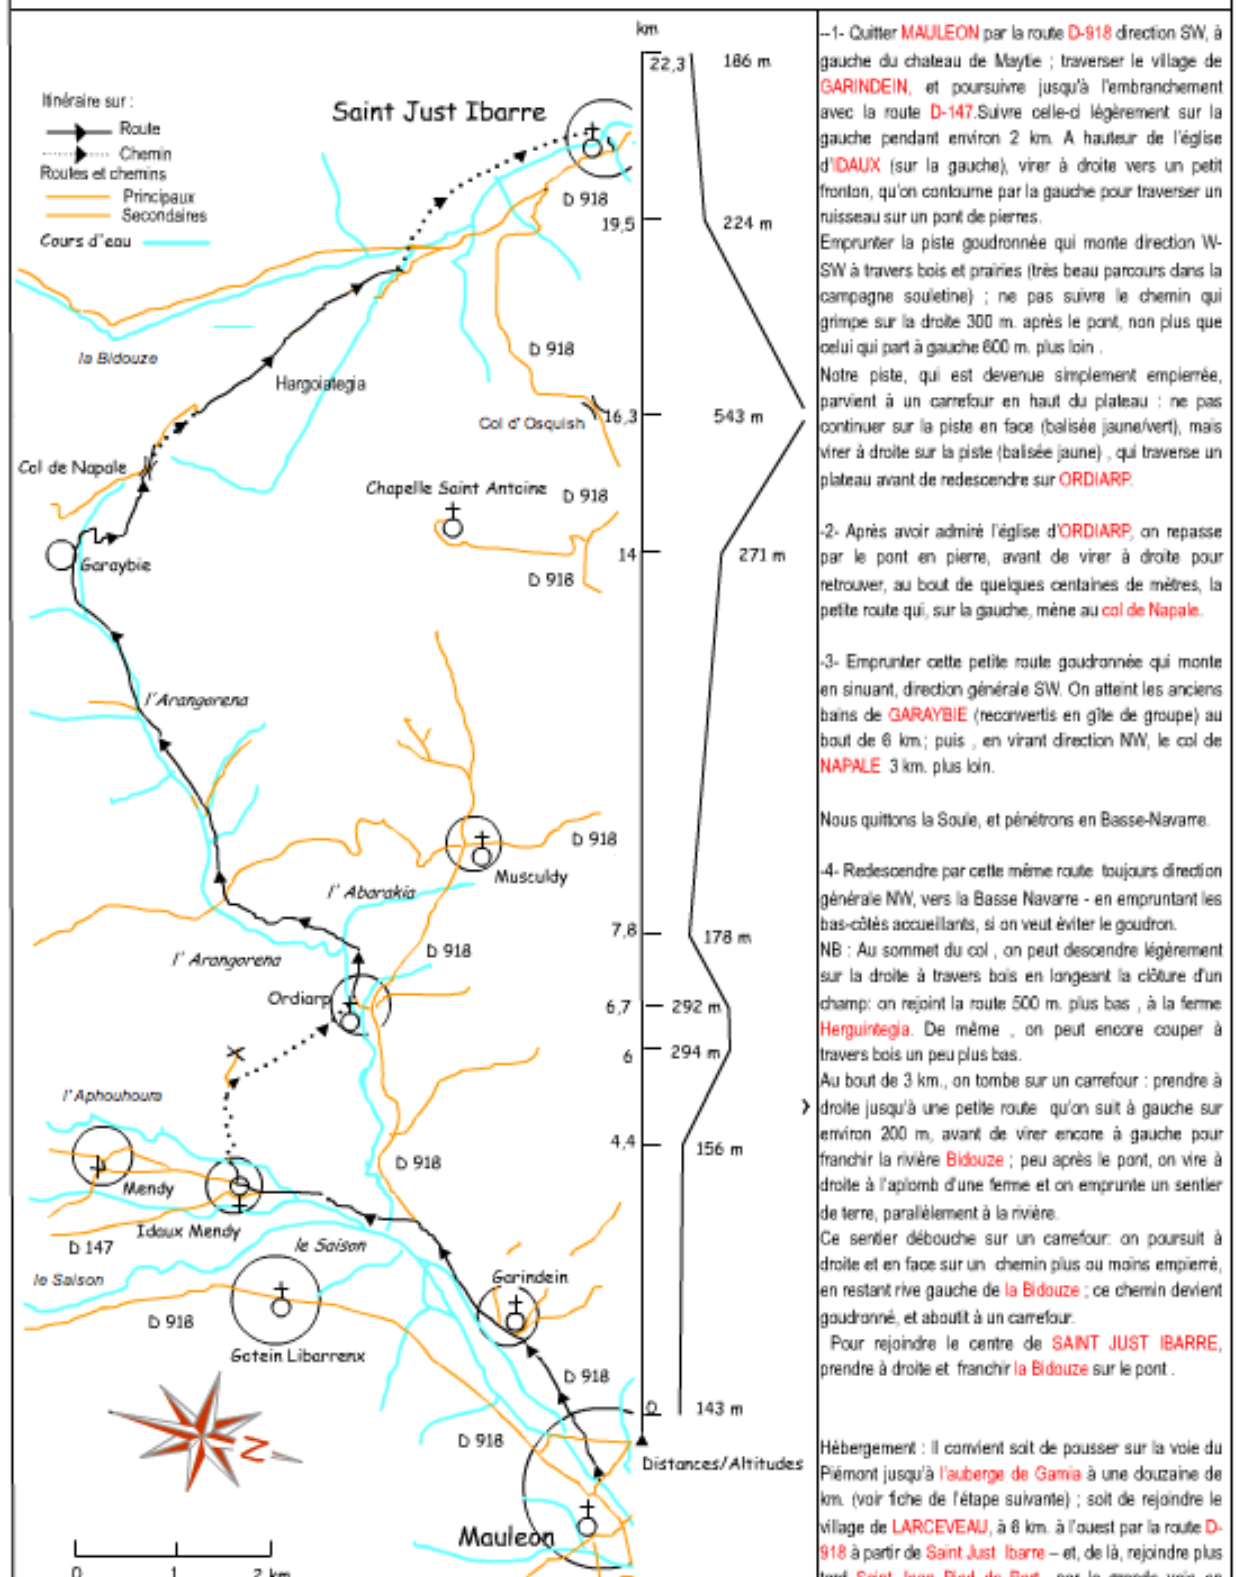 km
22,3
186 m
Itinéraire sur :
Route
Chemin
Routes et chemins
Principaux
Secondaires
Cours d'eau
Saint Just Ibarre
D 918
19,5
224 m
la Bidouze
D 918
Hargoiategia
Col d' Osquish
16,3
543 m
Col de Napale
Chapelle Saint Antoine
D 918
14
271 m
Garaybie
D 918
l'Arangorena
D 918
Musculdy
l' Abarakia
7,8
178 m
D 918
l' Arangorena
Ordiarp
6,7
292 m
6
294 m
l'Aphouhoura
4,4
156 m
D 918
Mendy
Idaux Mendy
D 147
le Saison
le Saison
Garindein
D 918
Gotein Libarrenx
D 918
0
143 m
D 918
N
Distances/Altitudes
Mauleon
0 1 2 km
--1- Quitter MAULEON par la route D-918 direction SW, à
gauche du chateau de Maytie ; traverser le village de
GARINDEIN, et poursuivre jusqu'à l'embranchement
avec la route D-147.Suivre celle-ci légèrement sur la
gauche pendant environ 2 km. A hauteur de l'église
d'IDAUX (sur la gauche), virer à droite vers un petit
fronton, qu'on contourne par la gauche pour traverser un
ruisseau sur un pont de pierres.
Emprunter la piste goudronnée qui monte direction W-
SW à travers bois et prairies (très beau parcours dans la
campagne souletine) ; ne pas suivre le chemin qui
grimpe sur la droite 300 m. après le pont, non plus que
celui qui part à gauche 600 m. plus loin .
Notre piste, qui est devenue simplement empierrée,
parvient à un carrefour en haut du plateau : ne pas
continuer sur la piste en face (balisée jaune/vert), mais
virer à droite sur la piste (balisée jaune) , qui traverse un
plateau avant de redescendre sur ORDIARP.
-2- Après avoir admiré l'église d'ORDIARP, on repasse
par le pont en pierre, avant de virer à droite pour
retrouver, au bout de quelques centaines de mètres, la
petite route qui, sur la gauche, mène au col de Napale.
-3- Emprunter cette petite route goudronnée qui monte
en sinuant, direction générale SW. On atteint les anciens
bains de GARAYBIE (reconvertis en gîte de groupe) au
bout de 6 km.; puis , en virant direction NW, le col de
NAPALE 3 km. plus loin.
Nous quittons la Soule, et pénétrons en Basse-Navarre.
-4- Redescendre par cette même route toujours direction
générale NW, vers la Basse Navarre - en empruntant les
bas-côtés accueillants, si on veut éviter le goudron.
NB : Au sommet du col , on peut descendre légèrement
sur la droite à travers bois en longeant la clôture d'un
champ: on rejoint la route 500 m. plus bas , à la ferme
Herguintegia. De même , on peut encore couper à
travers bois un peu plus bas.
Au bout de 3 km., on tombe sur un carrefour : prendre à
droite jusqu'à une petite route qu'on suit à gauche sur
environ 200 m, avant de virer encore à gauche pour
franchir la rivière Bidouze ; peu après le pont, on vire à
droite à l'aplomb d'une ferme et on emprunte un sentier
de terre, parallèlement à la rivière.
Ce sentier débouche sur un carrefour: on poursuit à
droite et en face sur un chemin plus ou moins empierré,
en restant rive gauche de la Bidouze ; ce chemin devient
goudronné, et aboutit à un carrefour.
Pour rejoindre le centre de SAINT JUST IBARRE,
prendre à droite et franchir la Bidouze sur le pont .
Hébergement : Il convient soit de pousser sur la voie du
Piémont jusqu'à l'auberge de Gamia à une douzaine de
km. (voir fiche de l'étape suivante) ; soit de rejoindre le
village de LARCEVEAU, à 6 km. à l'ouest par la route D-
918 à partir de Saint Just Ibarre – et, de là, rejoindre plus
tard Saint Jean Pied de Port, par la grande voie en